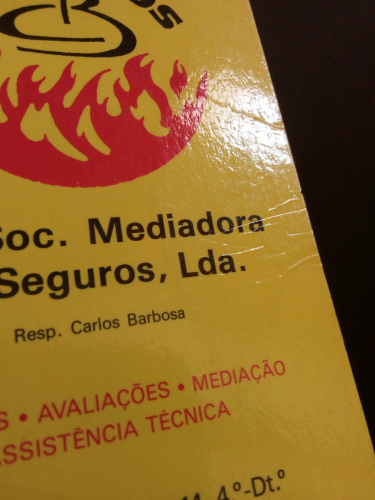 Soc. Mediadora
Seguros, Lda.
Resp. Carlos Barbosa
• AVALIAÇÕES • MEDIAÇÃO
ASSISTÊNCIA TÉCNICA
4.º-Dt.º